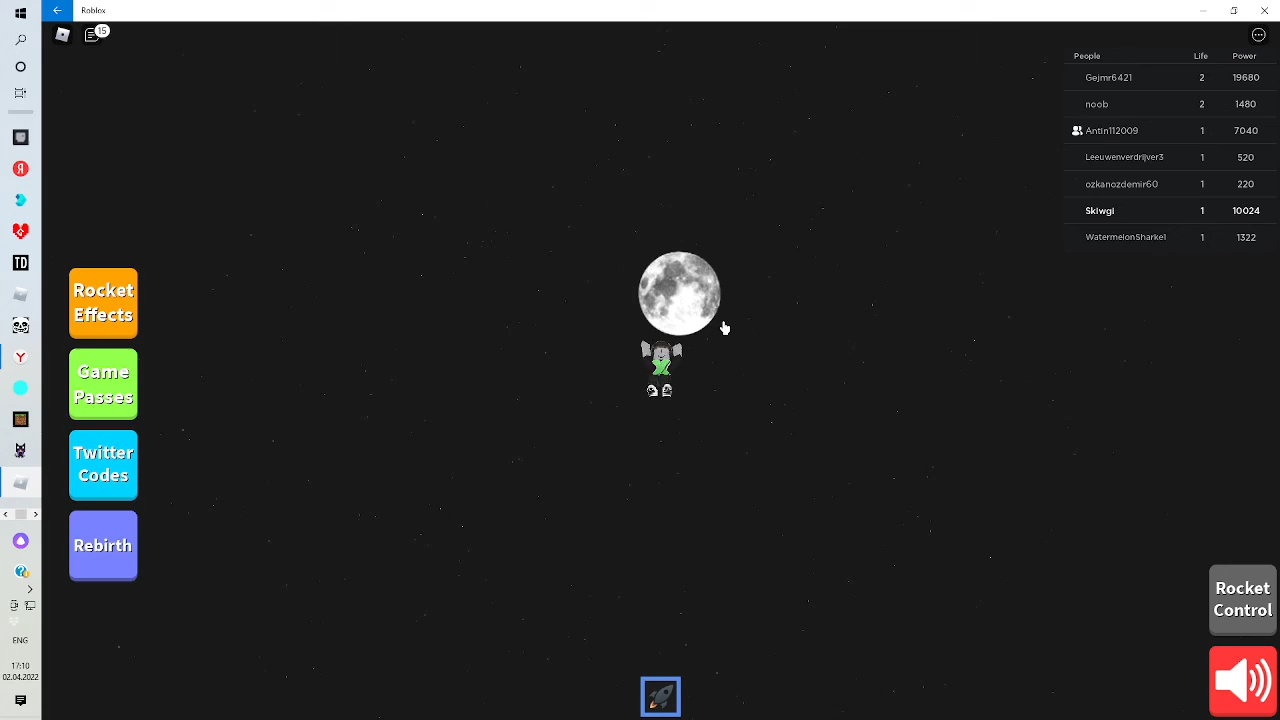 Roblox
15
People Life Power
Gejmr6421 2 19680
noob 2 1480
Antin112009 1 7040
Leeuwenverdrijver3 1 520
ozkanozdemir60 1 220
Skiwgi 1 10024
WatermelonSharkel 1 1322
Rocket
Effects
Game
Passes
Twitter
Codes
Rebirth
Rocket
Control
TD
Я
Y
ENG
17:10
02.04.2022